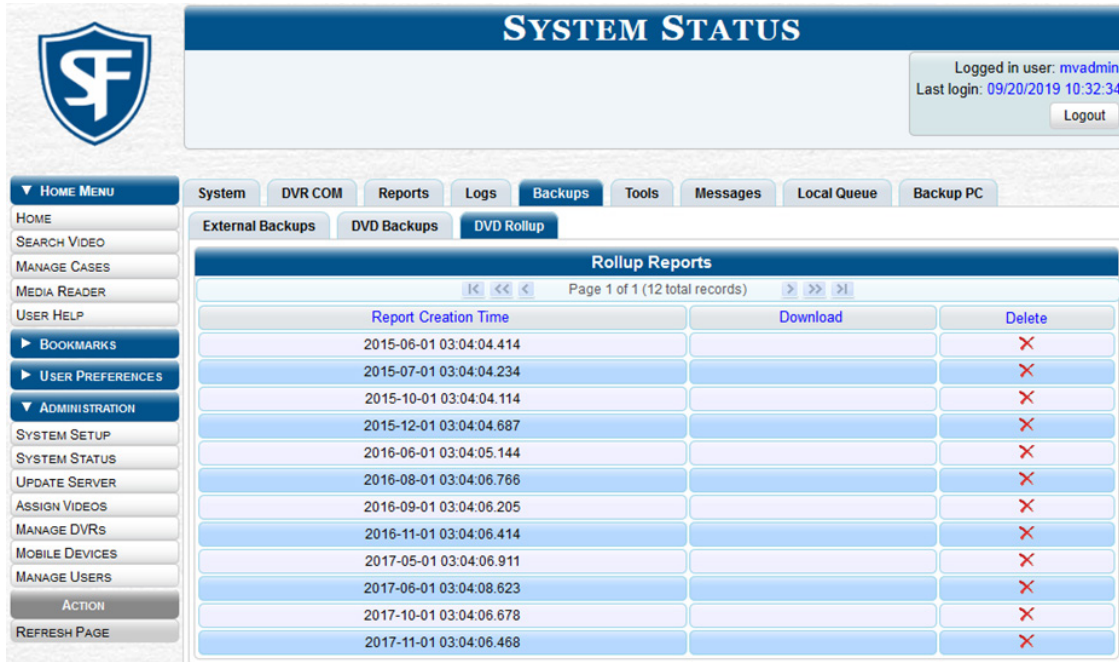 SYSTEM STATUS
SF
Logged in user: mvadmin
Last login: 09/20/2019 10:32:34
Logout
HOME MENU
HOME
SEARCH VIDEO
MANAGE CASES
MEDIA READER
USER HELP
BOOKMARKS
USER PREFERENCES
ADMINISTRATION
SYSTEM SETUP
SYSTEM STATUS
UPDATE SERVER
ASSIGN VIDEOS
MANAGE DVRS
MOBILE DEVICES
MANAGE USERS
ACTION
REFRESH PAGE
System DVR COM Reports Logs Backups Tools Messages Local Queue Backup PC
External Backups DVD Backups DVD Rollup
Rollup Reports
|< << < Page 1 of 1 (12 total records) > >> >|
Report Creation Time Download Delete
2015-06-01 03:04:04.414
2015-07-01 03:04:04.234
2015-10-01 03:04:04.114
2015-12-01 03:04:04.687
2016-06-01 03:04:05.144
2016-08-01 03:04:06.766
2016-09-01 03:04:06.205
2016-11-01 03:04:06.414
2017-05-01 03:04:06.911
2017-06-01 03:04:08.623
2017-10-01 03:04:06.678
2017-11-01 03:04:06.468